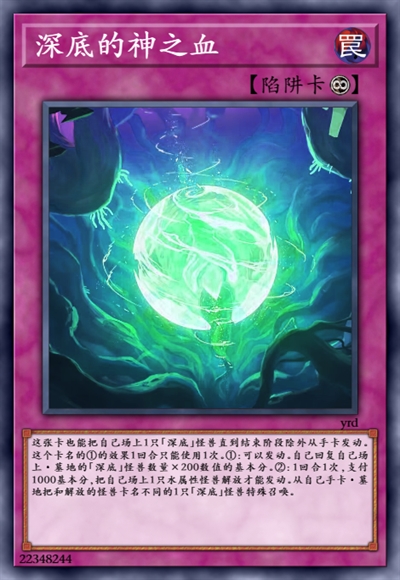 深底的神之血
罠
【陷阱卡】
yrd
这张卡也能把自己场上1只「深底」怪兽直到结束阶段除外从手卡发动。
这个卡名的①的效果1回合只能使用1次。①:可以发动。自己回复自己场
上·墓地的「深底」怪兽数量×200数值的基本分。②:1回合1次,支付
1000基本分,把自己场上1只水属性怪兽解放才能发动。从自己手卡·墓
地把和解放的怪兽卡名不同的1只「深底」怪兽特殊召唤。
22348244